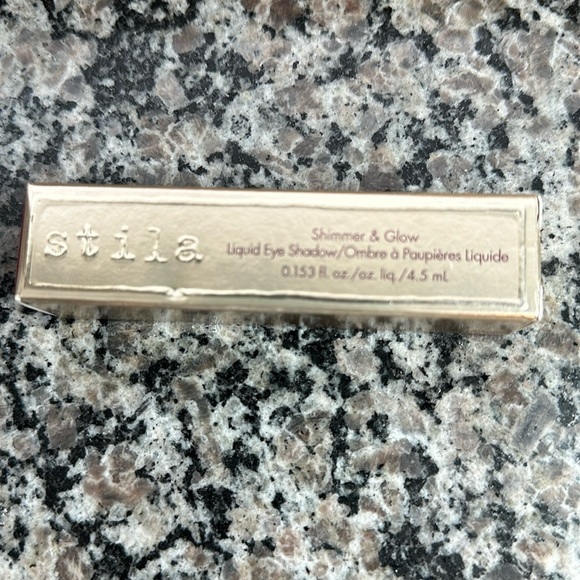 stila
Shimmer & Glow
Liquid Eye Shadow/Ombre à Paupières Liquide
0.153 fl. oz./oz. liq./4.5 mL